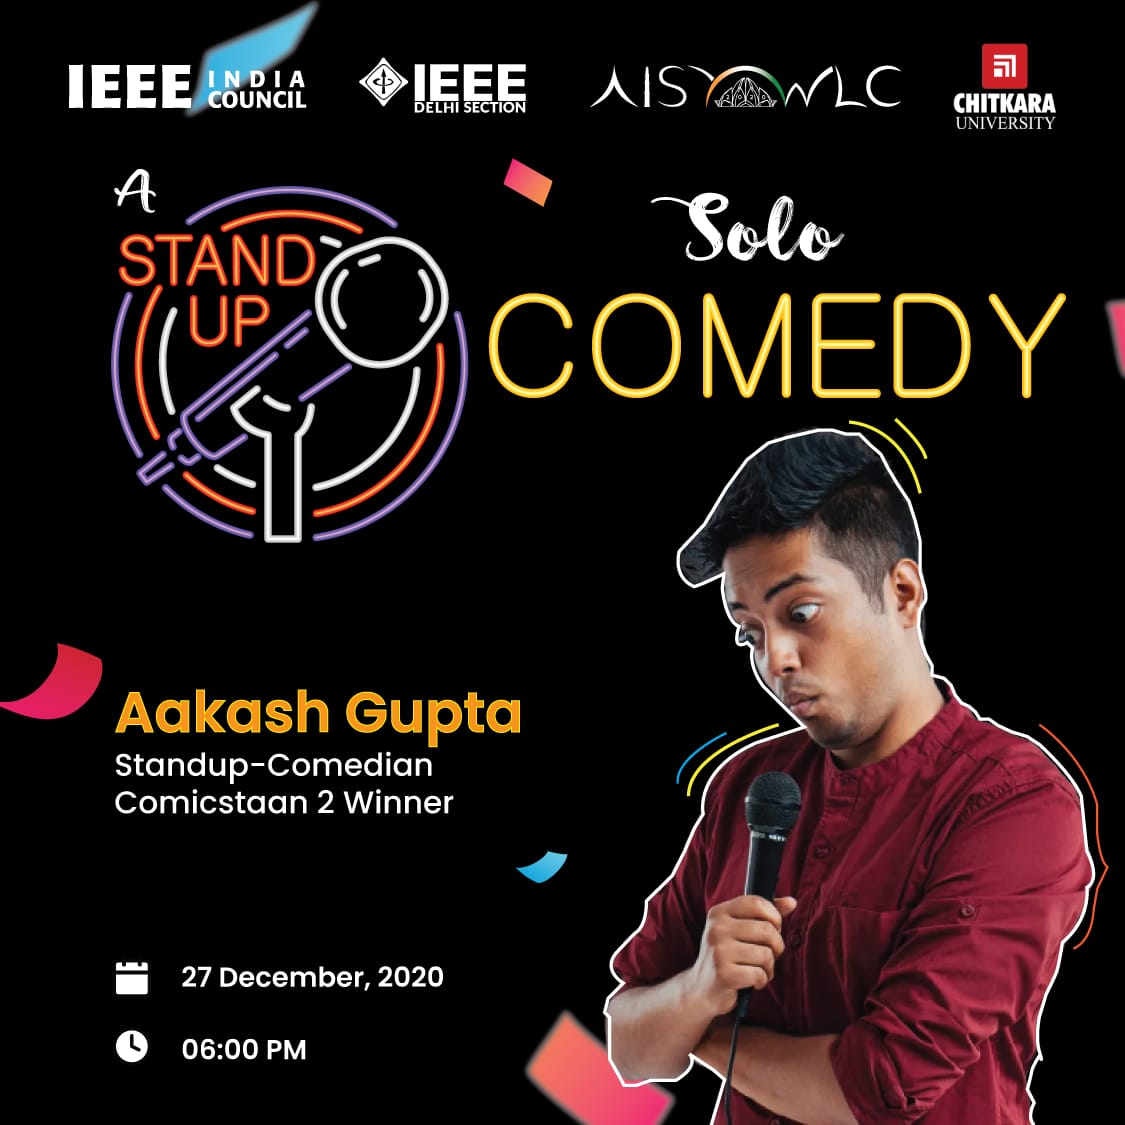 IEEE INDIA COUNCIL
IEEE DELHI SECTION
AISYWLC
2020
CHITKARA UNIVERSITY
A
STAND
UP
Solo
COMEDY
Aakash Gupta
Standup-Comedian
Comicstaan 2 Winner
27 December, 2020
06:00 PM